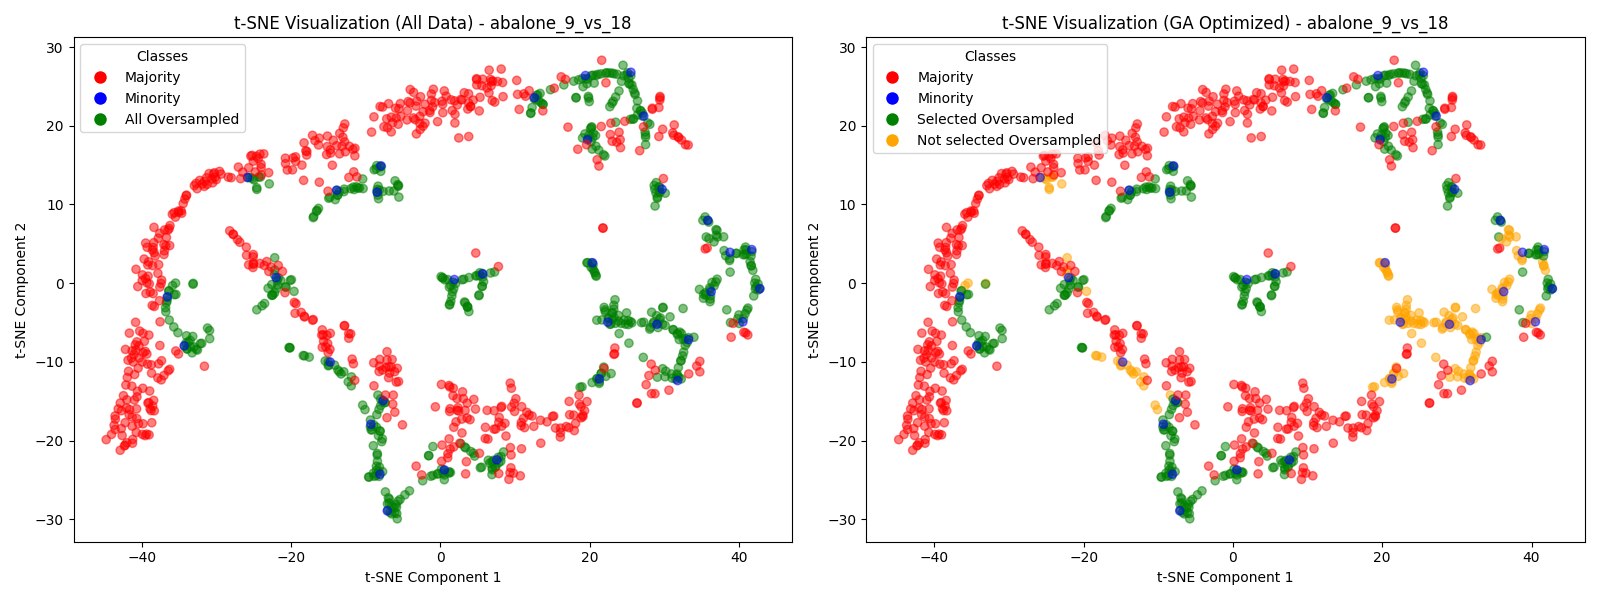 t-SNE Visualization (All Data) - abalone_9_vs_18
Classes
Majority
Minority
All Oversampled
30
20
10
0
−10
−20
−30
t-SNE Component 2
−40
−20
0
20
40
t-SNE Component 1
t-SNE Visualization (GA Optimized) - abalone_9_vs_18
Classes
Majority
Minority
Selected Oversampled
Not selected Oversampled
30
20
10
0
−10
−20
−30
t-SNE Component 2
−40
−20
0
20
40
t-SNE Component 1